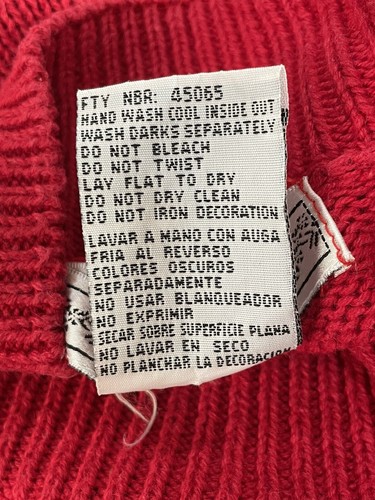 FTY NBR: 45065
HAND WASH COOL INSIDE OUT
WASH DARKS SEPARATELY
DO NOT BLEACH
DO NOT TWIST
LAY FLAT TO DRY
DO NOT DRY CLEAN
DO NOT IRON DECORATION
LAVAR A MANO CON AUGA
FRIA AL REVERSO
COLORES OSCUROS
SEPARADAMENTE
NO USAR BLANQUEADOR
NO EXPRIMIR
SECAR SOBRE SUPERFICIE PLANA
NO LAVAR EN SECO
NO PLANCHAR LA DECORACION